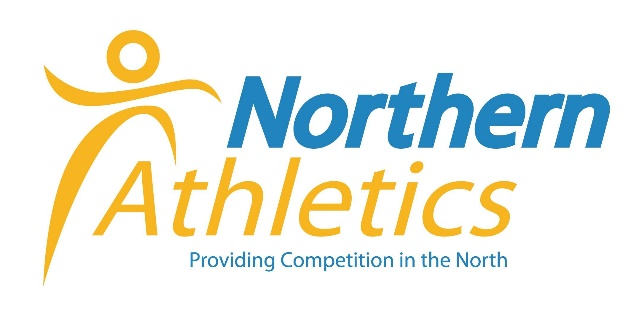 Northern
Athletics
Providing Competition in the North